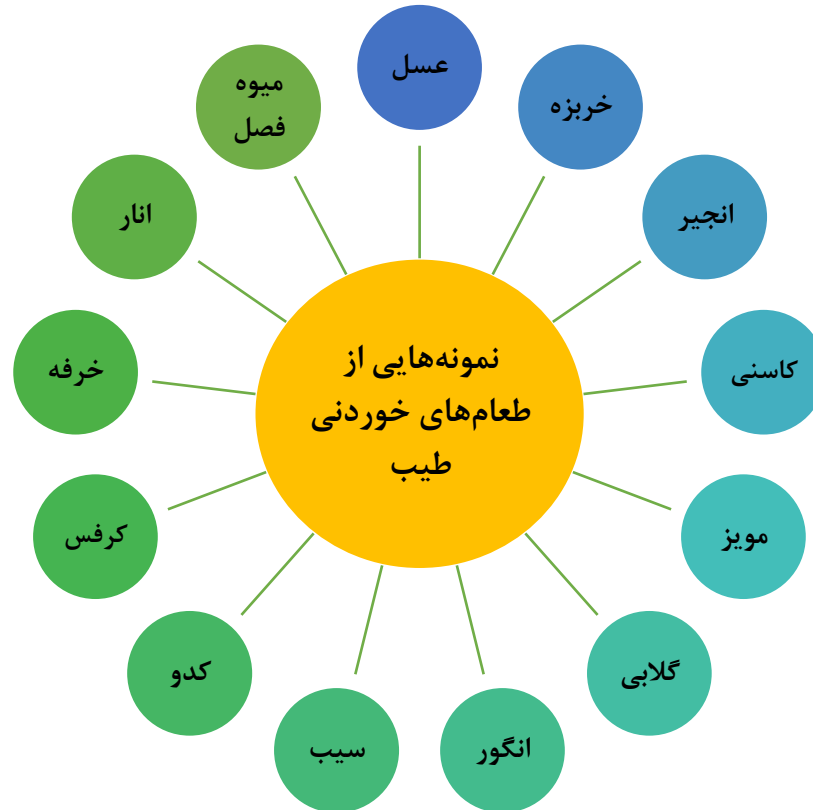 نمونه‌هایی از
طعام‌های خوردنی
طیب
عسل
خربزه
انجیر
کاسنی
مویز
گلابی
انگور
سیب
کدو
کرفس
خرفه
انار
میوه
فصل